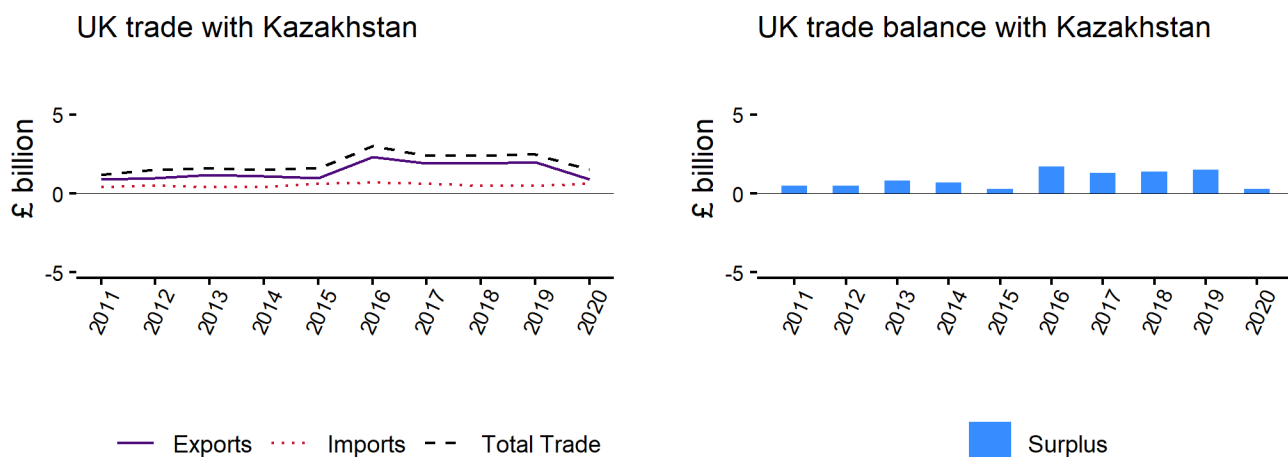 UK trade with Kazakhstan
£ billion
5
0
-5
2011 2012 2013 2014 2015 2016 2017 2018 2019 2020
Exports Imports Total Trade
UK trade balance with Kazakhstan
£ billion
5
0
-5
2011 2012 2013 2014 2015 2016 2017 2018 2019 2020
Surplus